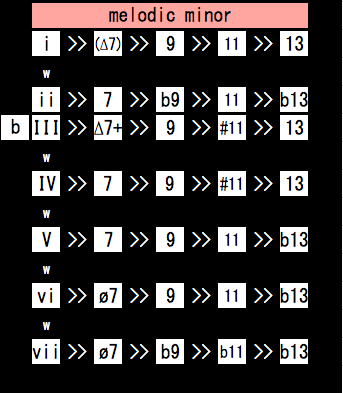 melodic minor
i >> (Δ7) >> 9 >> 11 >> 13
w
ii >> 7 >> b9 >> 11 >> b13
b III >> Δ7+ >> 9 >> #11 >> 13
w
IV >> 7 >> 9 >> #11 >> 13
w
V >> 7 >> 9 >> 11 >> b13
w
vi >> ø7 >> 9 >> 11 >> b13
w
vii >> ø7 >> b9 >> b11 >> b13